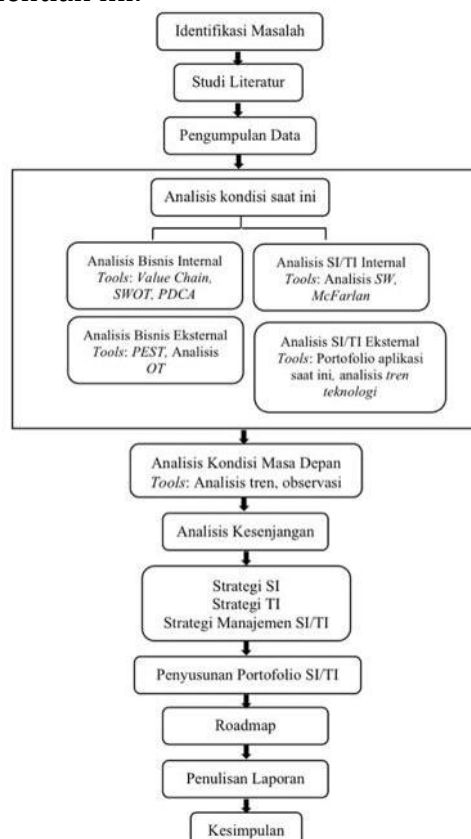 Identifikasi Masalah
Studi Literatur
Pengumpulan Data
Analisis kondisi saat ini
Analisis Bisnis Internal
Tools: Value Chain,
SWOT, PDCA
Analisis SI/TI Internal
Tools: Analisis SW,
McFarlan
Analisis Bisnis Eksternal
Tools: PEST, Analisis
OT
Analisis SI/TI Eksternal
Tools: Portofolio aplikasi
saat ini, analisis tren
teknologi
Analisis Kondisi Masa Depan
Tools: Analisis tren, observasi
Analisis Kesenjangan
Strategi SI
Strategi TI
Strategi Manajemen SI/TI
Penyusunan Portofolio SI/TI
Roadmap
Penulisan Laporan
Kesimpulan